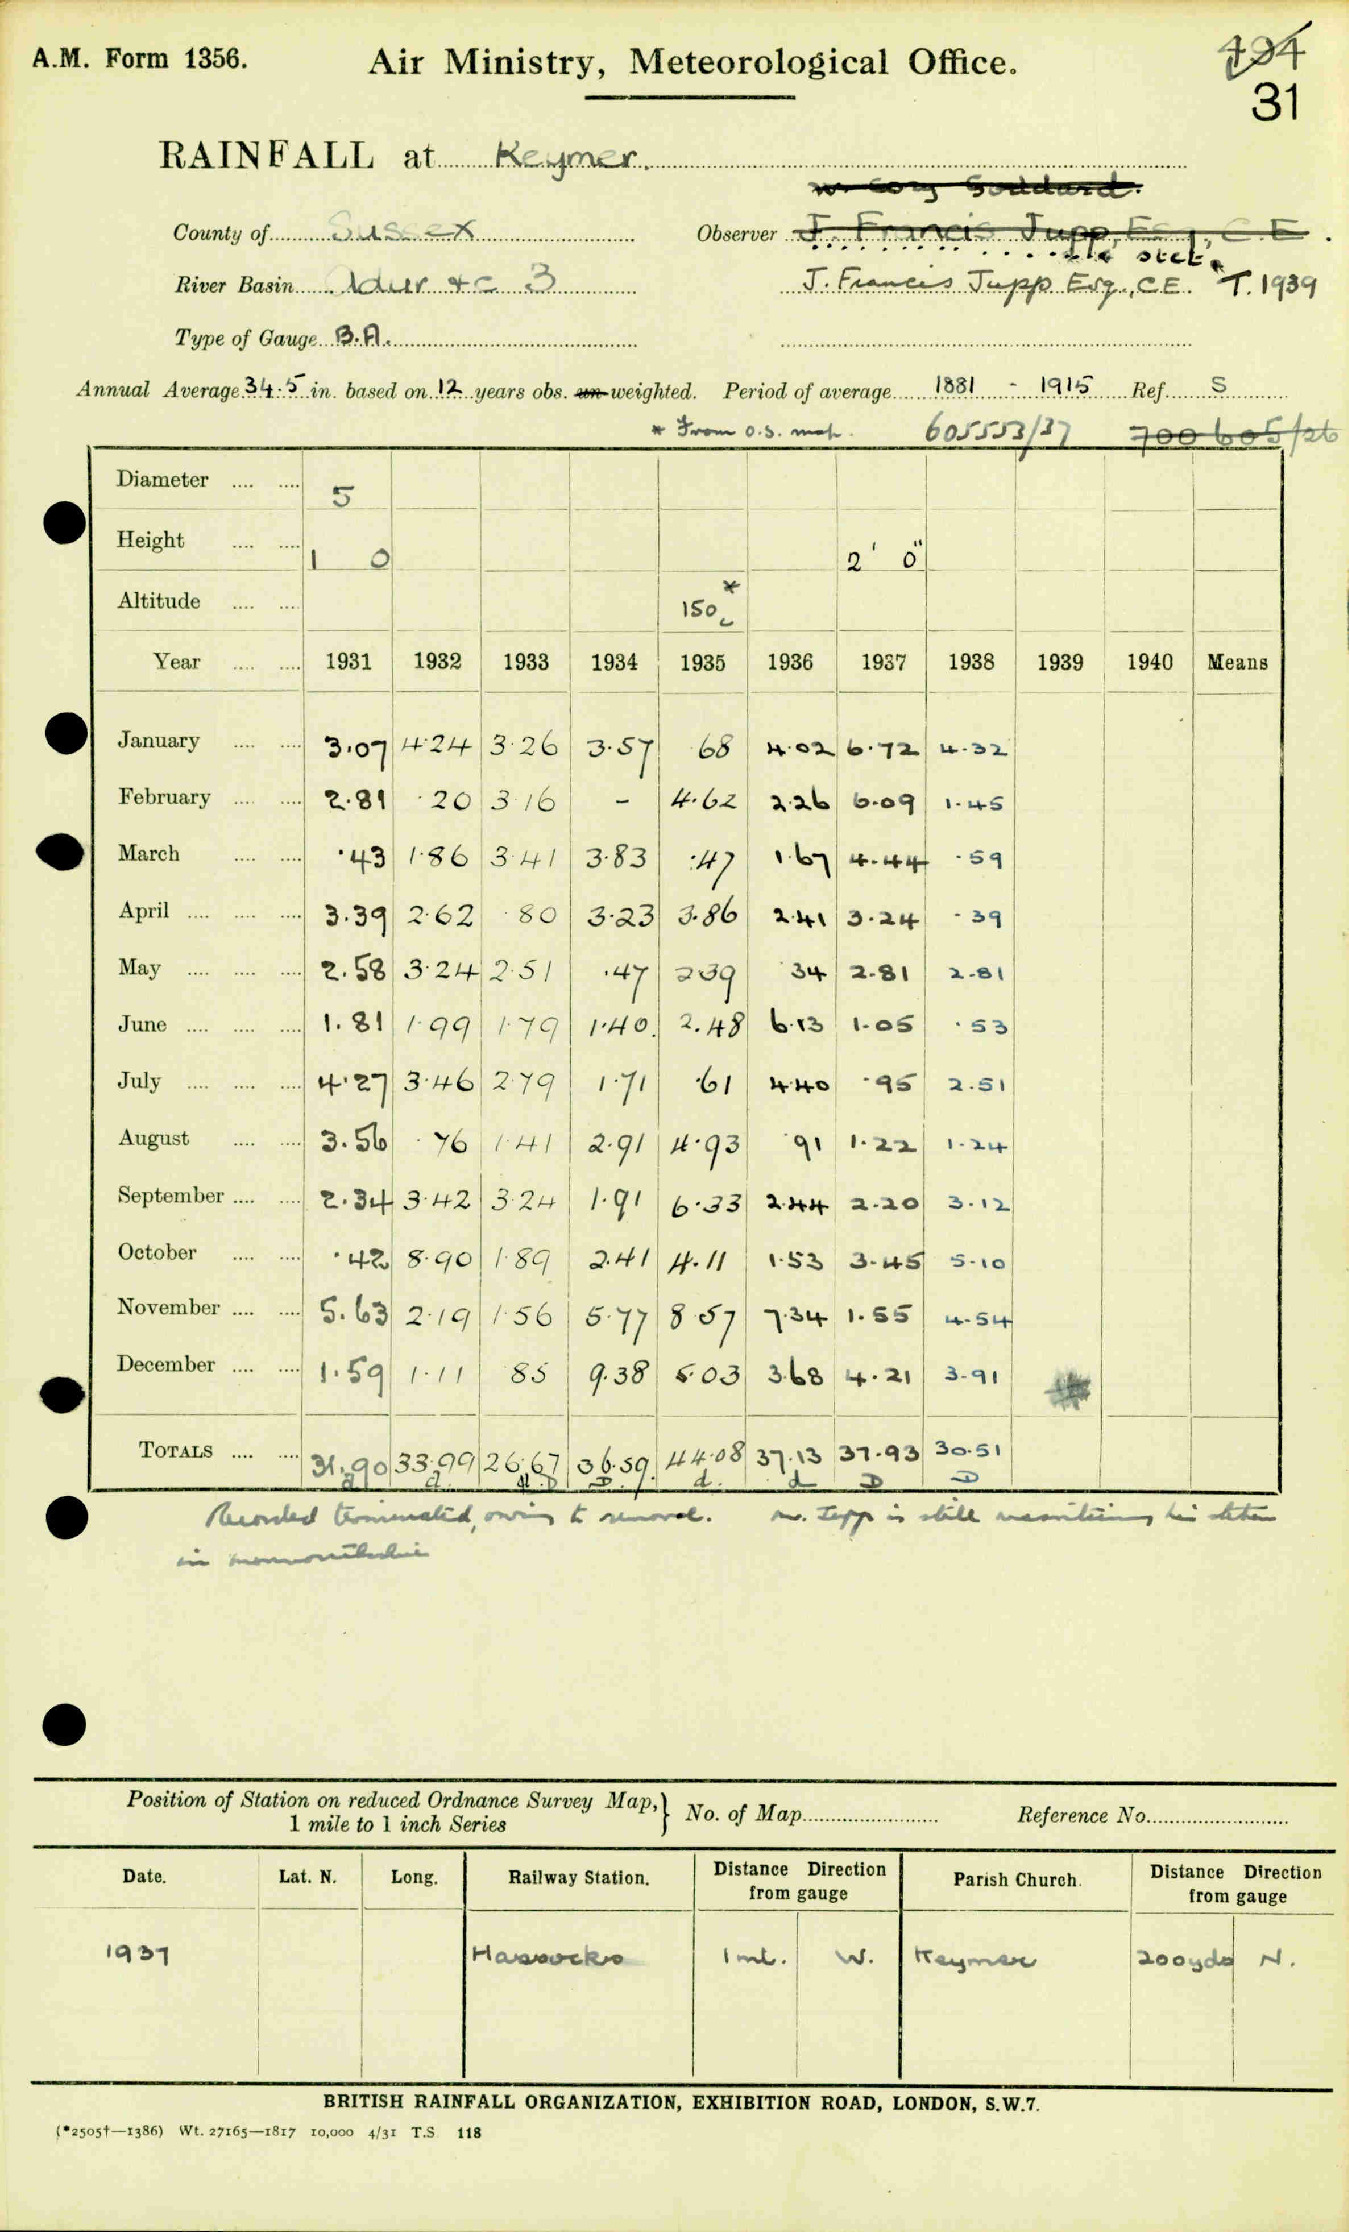 A.M. Form 1356.
Air Ministry, Meteorological Office.
494
31
RAINFALL at Keymer.
W. Cory Goddard.
County of Sussex Observer J. Francis Jupp, Esq., C.E.
stet
River Basin Adur &c 3 J. Francis Jupp Esq., C.E. T. 1939
Type of Gauge B.A.
Annual Average 34.5 in. based on 12 years obs. un-weighted. Period of average 1881 - 1915 Ref. S
* From O.S. map. 605553/37 700605/26
Diameter 5
Height 1 0 2' 0"
Altitude 150 *
Year 1931 1932 1933 1934 1935 1936 1937 1938 1939 1940 Means
January 3.07 4.24 3.26 3.57 .68 4.02 6.72 4.32
February 2.81 .20 3.16 - 4.62 2.26 6.09 1.45
March .43 1.86 3.41 3.83 .47 1.67 4.44 .59
April 3.39 2.62 .80 3.23 3.86 2.41 3.24 .39
May 2.58 3.24 2.51 .47 2.39 .34 2.81 2.81
June 1.81 1.99 1.79 1.40 2.48 6.13 1.05 .53
July 4.27 3.46 2.79 1.71 .61 4.40 .95 2.51
August 3.56 .76 1.41 2.91 4.93 .91 1.22 1.24
September 2.34 3.42 3.24 1.91 6.33 2.44 2.20 3.12
October .42 8.90 1.89 2.41 4.11 1.53 3.45 5.10
November 5.63 2.19 1.56 5.77 8.57 7.34 1.55 4.54
December 1.59 1.11 .85 9.38 5.03 3.68 4.21 3.91
TOTALS 31.90 33.99 26.67 36.59 44.08 37.13 37.93 30.51
d d. D D. d. d D D
Recorded terminated, owing to removal. Mr. Jupp is still maintaining his station
in Monmouthshire
Position of Station on reduced Ordnance Survey Map,} No. of Map Reference No.
1 mile to 1 inch Series
Date. Lat. N. Long. Railway Station. Distance Direction from gauge Parish Church. Distance Direction from gauge
1937 Hassocks 1 ml. W. Keymer 200yds N.
BRITISH RAINFALL ORGANIZATION, EXHIBITION ROAD, LONDON, S.W.7.
(*2505†—1386) Wt. 27165—1817 10,000 4/31 T.S 118